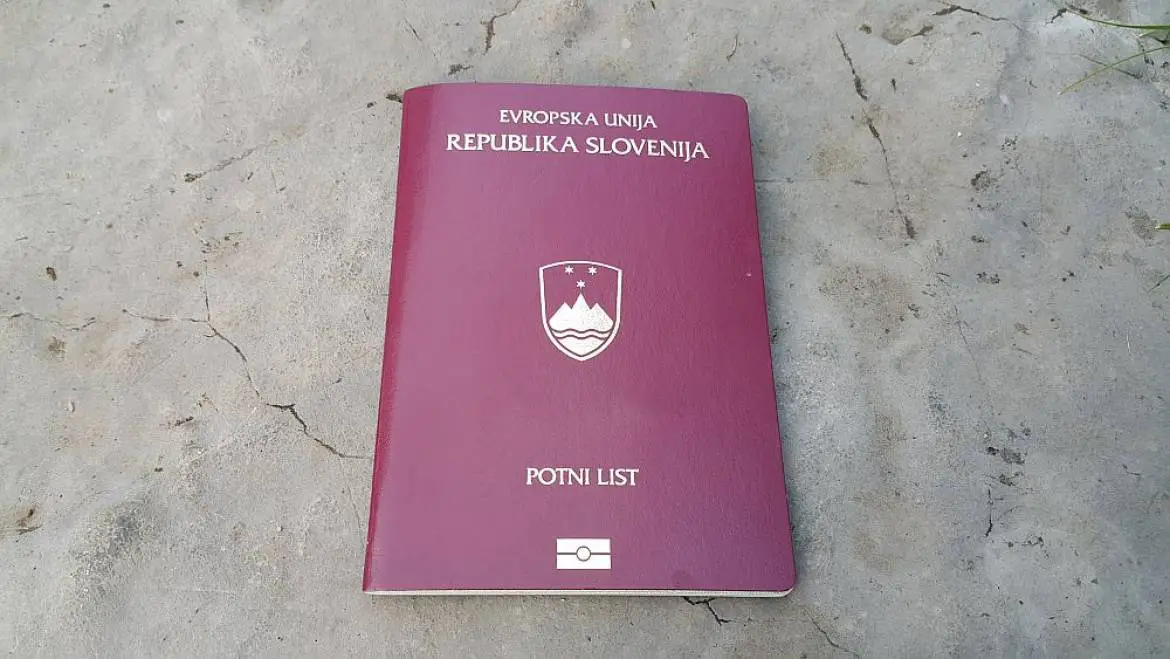 EVROPSKA UNIJA
REPUBLIKA SLOVENIJA
POTNI LIST